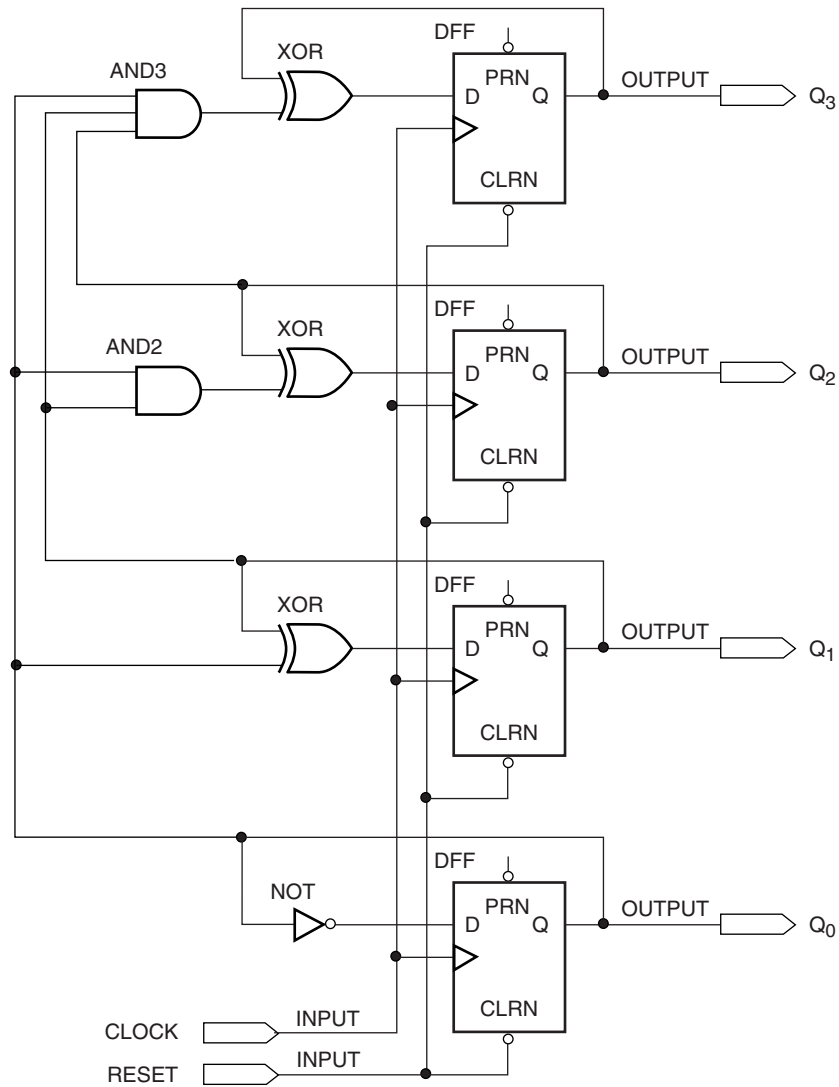 DFF
XOR
PRN
OUTPUT
AND3
D
Q
Q3
CLRN
DFF
XOR
PRN
OUTPUT
AND2
D
Q
Q2
CLRN
DFF
XOR
PRN
OUTPUT
D
Q
Q1
CLRN
DFF
NOT
PRN
OUTPUT
D
Q
Q0
CLRN
CLOCK
INPUT
RESET
INPUT